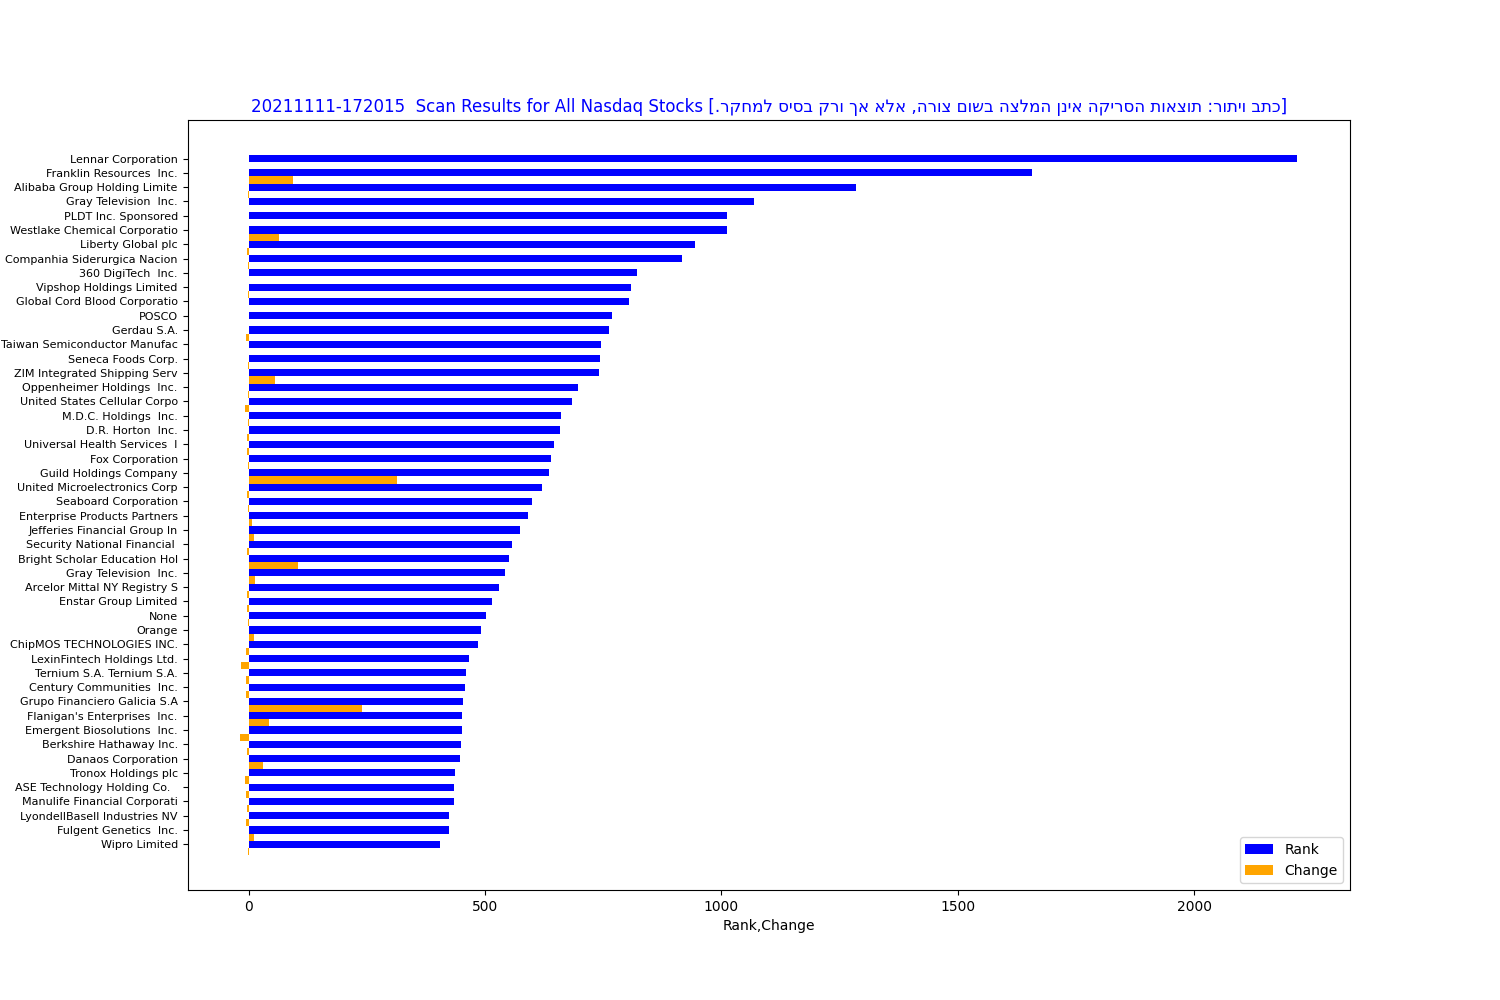 20211111-172015  Scan Results for All Nasdaq Stocks [כתב ויתור: תוצאות הסריקה אינן המלצה בשום צורה, אלא אך ורק בסיס למחקר.]
Lennar Corporation
Franklin Resources  Inc.
Alibaba Group Holding Limite
Gray Television  Inc.
PLDT Inc. Sponsored
Westlake Chemical Corporatio
Liberty Global plc
Companhia Siderurgica Nacion
360 DigiTech  Inc.
Vipshop Holdings Limited
Global Cord Blood Corporatio
POSCO
Gerdau S.A.
Taiwan Semiconductor Manufac
Seneca Foods Corp.
ZIM Integrated Shipping Serv
Oppenheimer Holdings  Inc.
United States Cellular Corpo
M.D.C. Holdings  Inc.
D.R. Horton  Inc.
Universal Health Services  I
Fox Corporation
Guild Holdings Company
United Microelectronics Corp
Seaboard Corporation
Enterprise Products Partners
Jefferies Financial Group In
Security National Financial
Bright Scholar Education Hol
Gray Television  Inc.
Arcelor Mittal NY Registry S
Enstar Group Limited
None
Orange
ChipMOS TECHNOLOGIES INC.
LexinFintech Holdings Ltd.
Ternium S.A. Ternium S.A.
Century Communities  Inc.
Grupo Financiero Galicia S.A
Flanigan's Enterprises  Inc.
Emergent Biosolutions  Inc.
Berkshire Hathaway Inc.
Danaos Corporation
Tronox Holdings plc
ASE Technology Holding Co.
Manulife Financial Corporati
LyondellBasell Industries NV
Fulgent Genetics  Inc.
Wipro Limited
Rank
Change
0 500 1000 1500 2000
Rank,Change